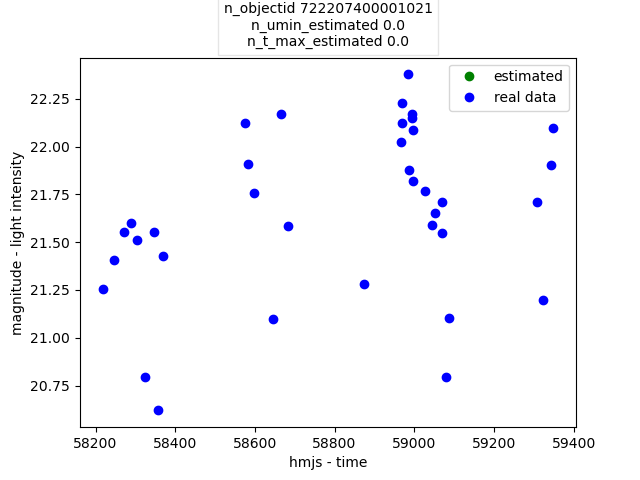 n_objectid 722207400001021
n_umin_estimated 0.0
n_t_max_estimated 0.0
estimated
real data
magnitude - light intensity
22.25
22.00
21.75
21.50
21.25
21.00
20.75
58200 58400 58600 58800 59000 59200 59400
hmjs - time